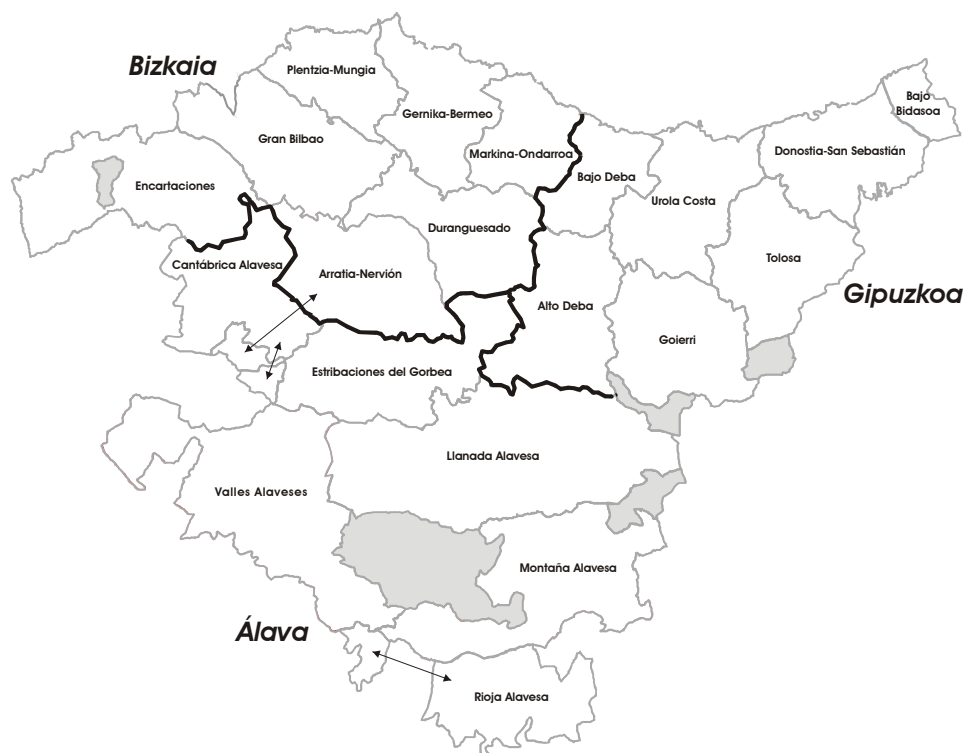 Bizkaia
Plentzia-Mungia
Bajo
Bidasoa
Gernika-Bermeo
Gran Bilbao
Markina-Ondarroa
Donostia-San Sebastián
Encartaciones
Bajo Deba
Urola Costa
Duranguesado
Tolosa
Cantábrica Alavesa
Arratia-Nervión
Gipuzkoa
Alto Deba
Goierri
Estribaciones del Gorbea
Llanada Alavesa
Valles Alaveses
Montaña Alavesa
Álava
Rioja Alavesa